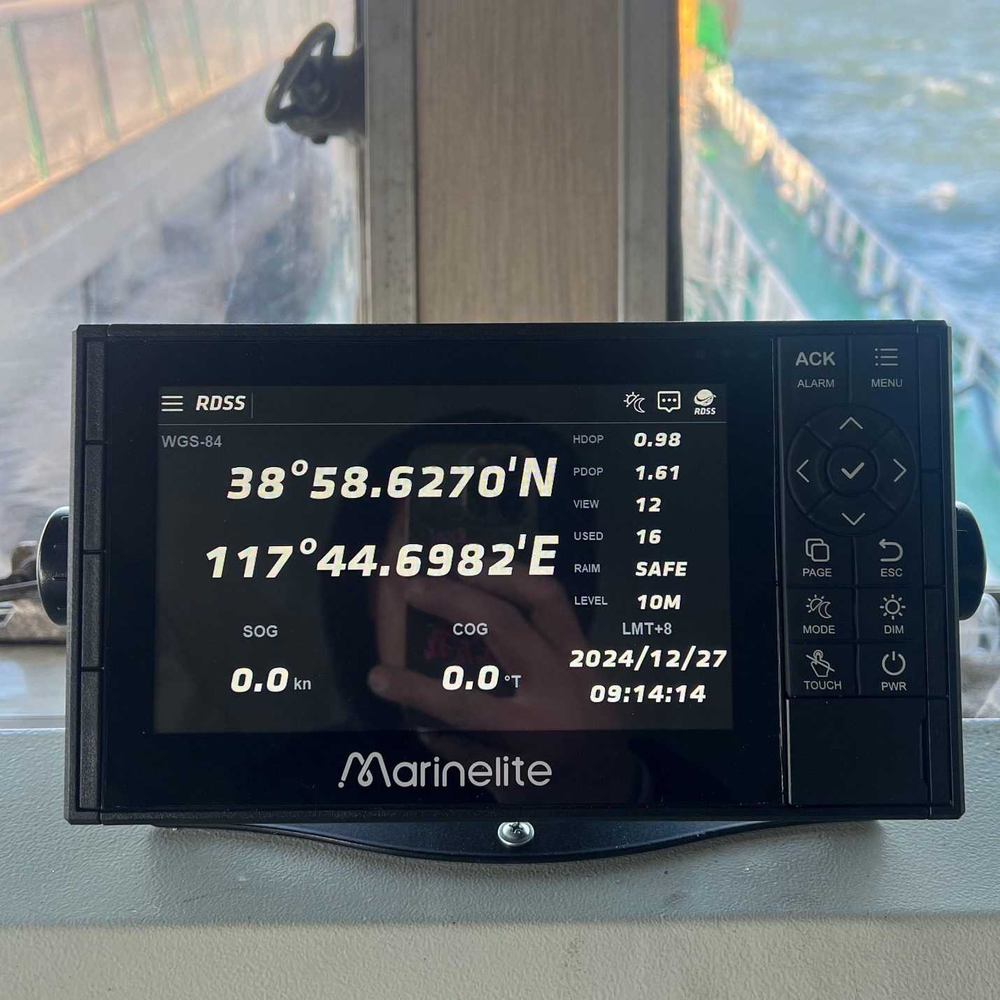 RDSS
RDSS
WGS-84
38°58.6270'N
117°44.6982'E
HDOP 0.98
PDOP 1.61
VIEW 12
USED 16
RAIM SAFE
LEVEL 10M
SOG
0.0 kn
COG
0.0 °T
LMT+8
2024/12/27
09:14:14
Marinelite
ACK
ALARM
MENU
PAGE
ESC
MODE
DIM
TOUCH
PWR